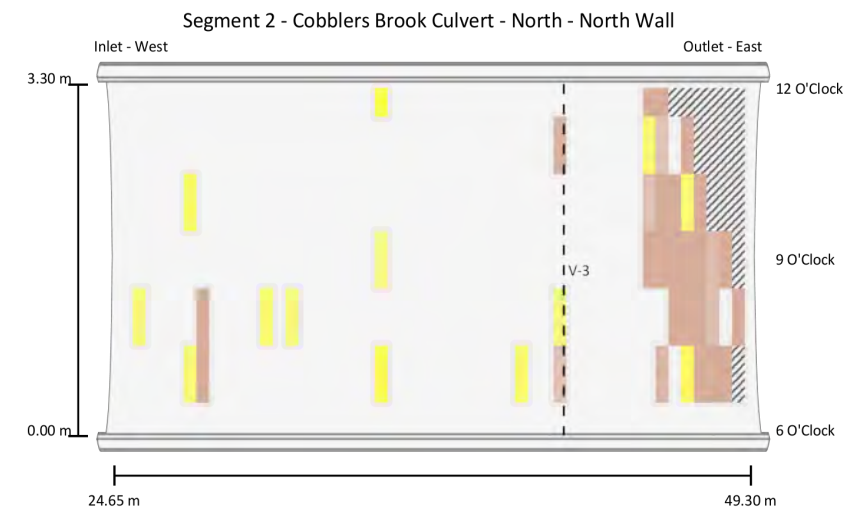 Segment 2 - Cobblers Brook Culvert - North - North Wall
Inlet - West
Outlet - East
3.30 m
12 O'Clock
9 O'Clock
V-3
0.00 m
6 O'Clock
24.65 m
49.30 m